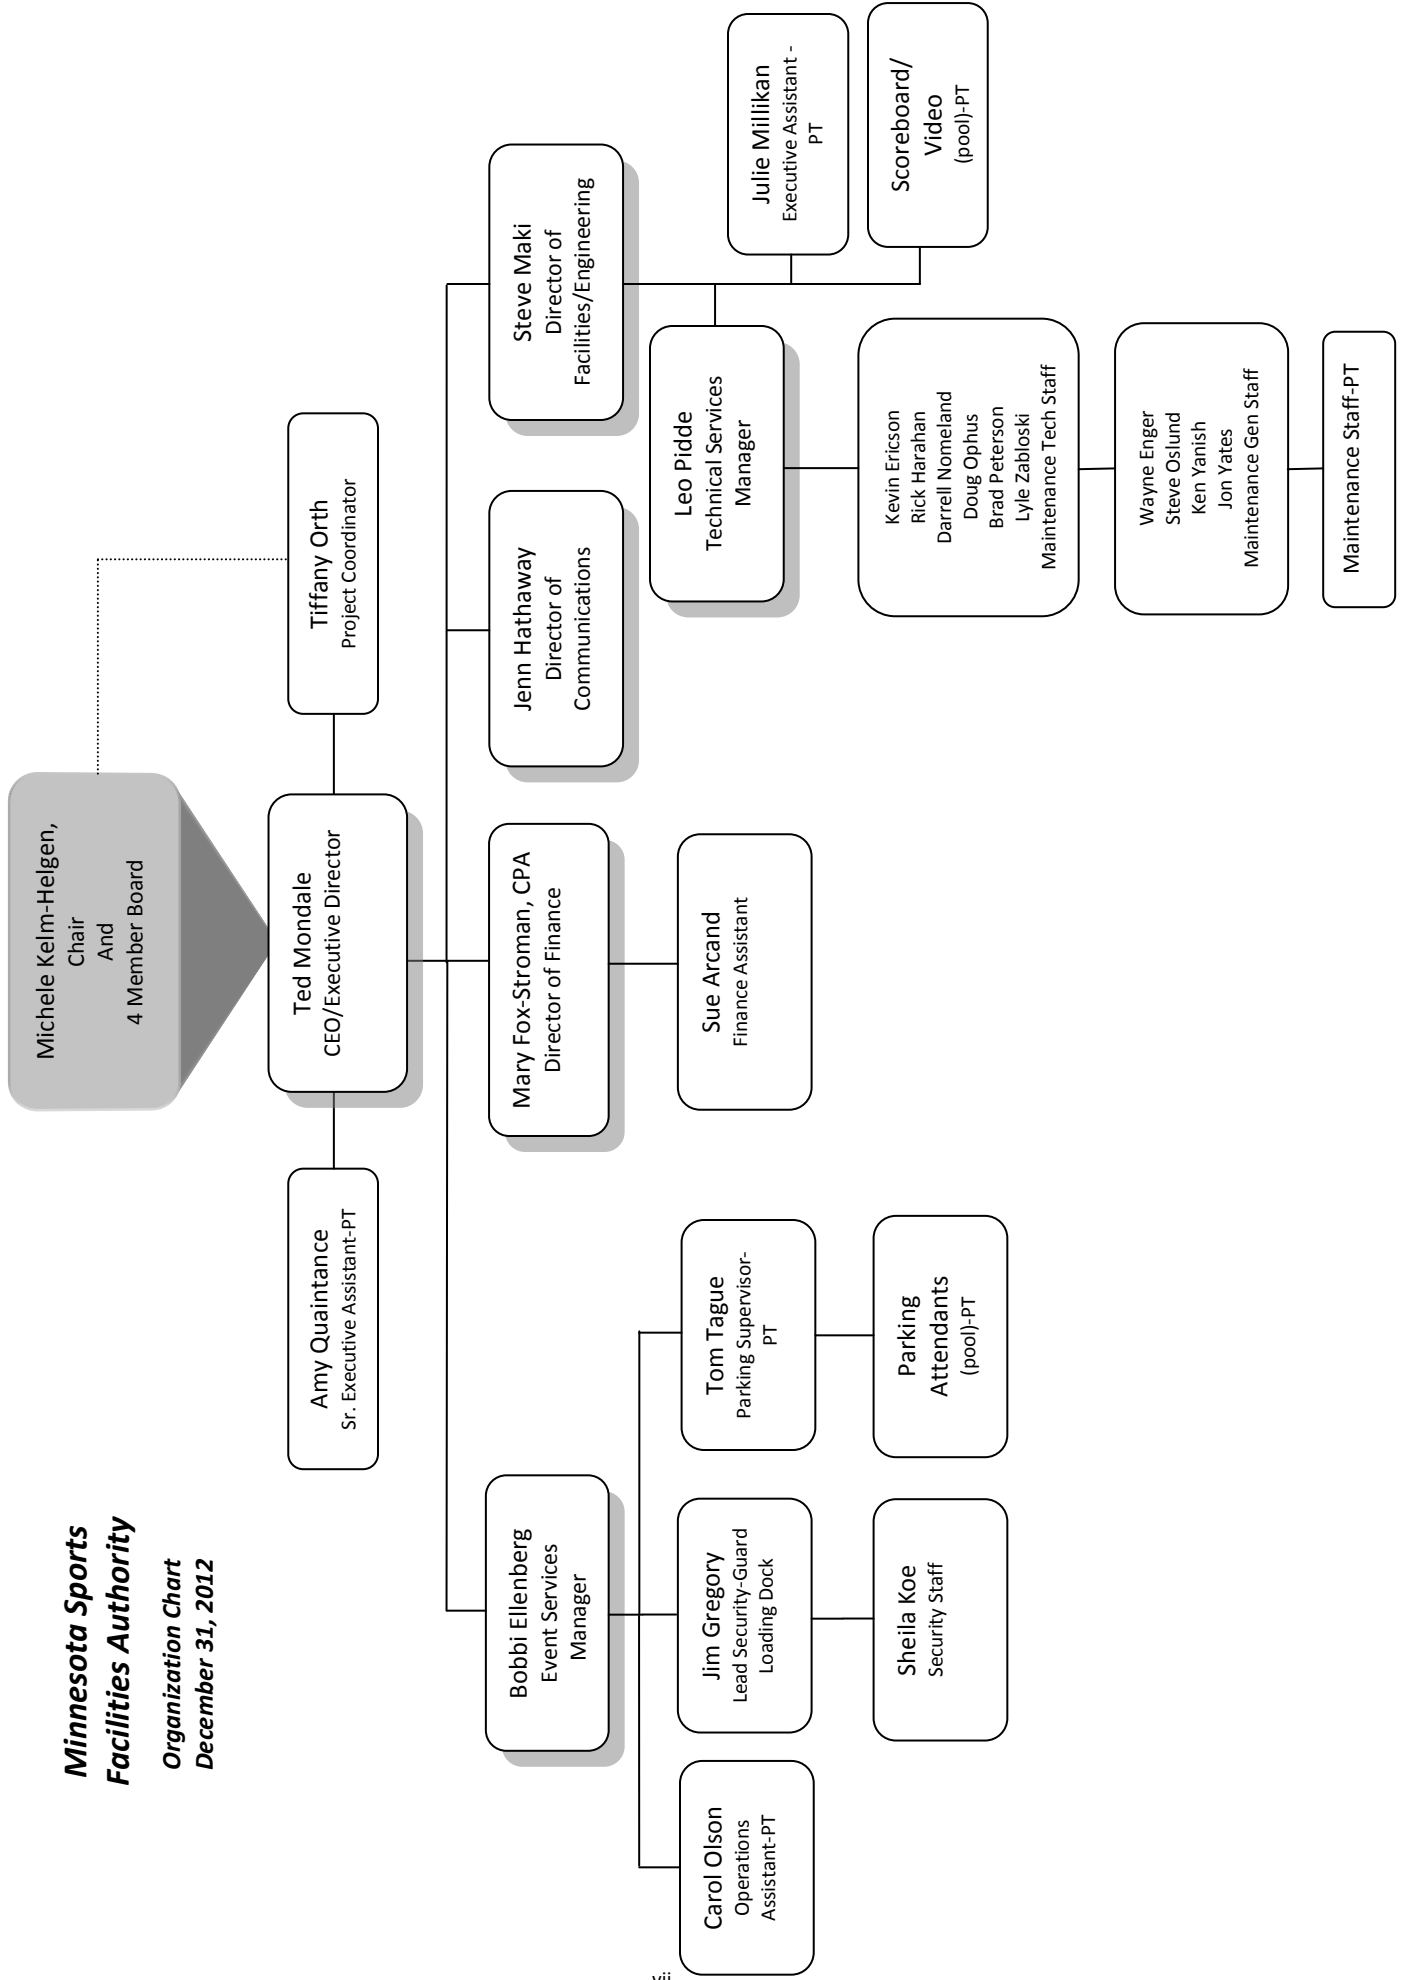 Minnesota Sports
Facilities Authority
Organization Chart
December 31, 2012
Michele Kelm-Helgen,
Chair
And
4 Member Board
Amy Quaintance
Sr. Executive Assistant-PT
Ted Mondale
CEO/Executive Director
Tiffany Orth
Project Coordinator
Bobbi Ellenberg
Event Services
Manager
Mary Fox-Stroman, CPA
Director of Finance
Jenn Hathaway
Director of
Communications
Steve Maki
Director of
Facilities/Engineering
Carol Olson
Operations
Assistant-PT
Jim Gregory
Lead Security-Guard
Loading Dock
Tom Tague
Parking Supervisor-
PT
Sue Arcand
Finance Assistant
Leo Pidde
Technical Services
Manager
Julie Millikan
Executive Assistant -
PT
Sheila Koe
Security Staff
Parking
Attendants
(pool)-PT
Kevin Ericson
Rick Harahan
Darrell Nomeland
Doug Ophus
Brad Peterson
Lyle Zabloski
Maintenance Tech Staff
Scoreboard/
Video
(pool)-PT
Wayne Enger
Steve Oslund
Ken Yanish
Jon Yates
Maintenance Gen Staff
Maintenance Staff-PT
vii